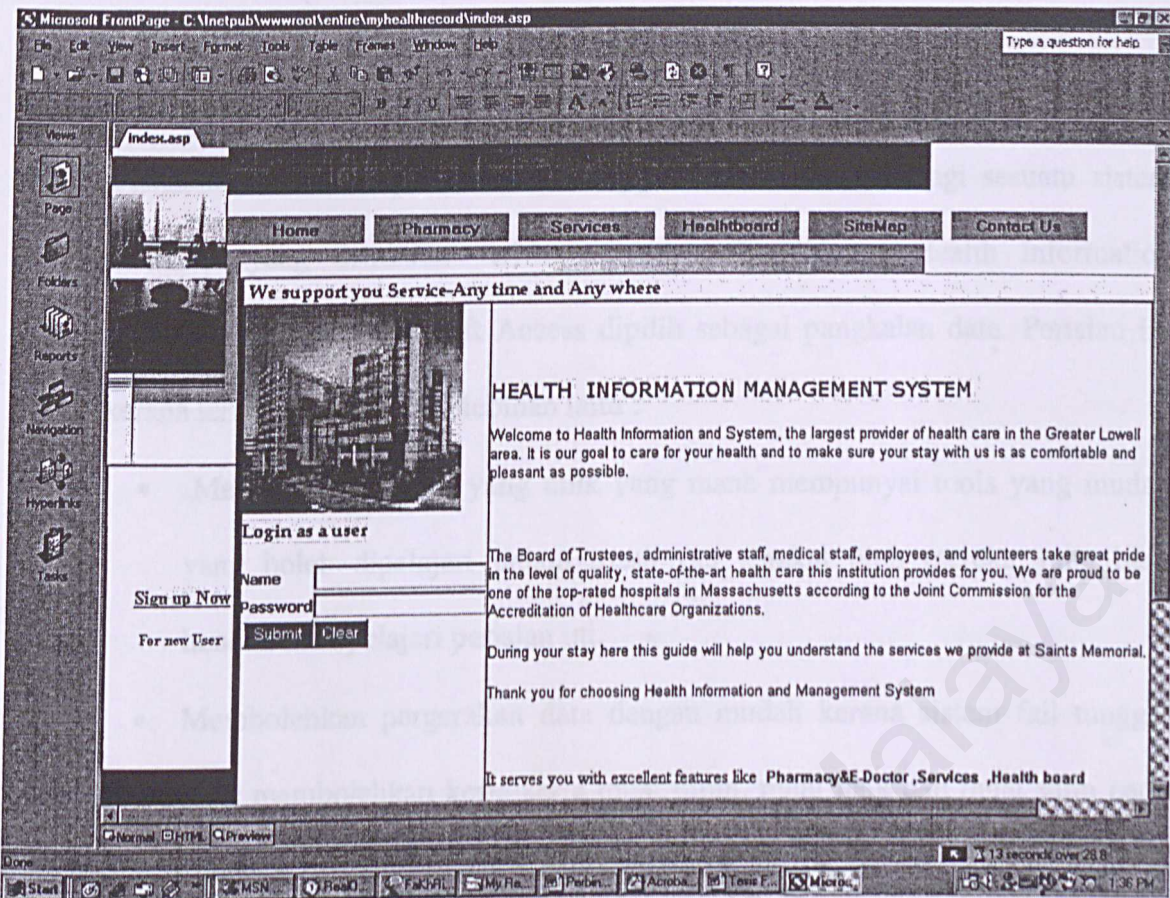 Microsoft FrontPage - C:\Inetpub\wwwroot\entire\myhealthrecord\index.asp
File Edit View Insert Format Tools Table Frames Window Help
Type a question for help
B I U
Views
index.asp
Page
Folders
Reports
Navigation
Hyperlinks
Tasks
Home Pharmacy Services Healhtboard SiteMap Contact Us
We support you Service-Any time and Any where
HEALTH INFORMATION MANAGEMENT SYSTEM
Welcome to Health Information and System, the largest provider of health care in the Greater Lowell
area. It is our goal to care for your health and to make sure your stay with us is as comfortable and
pleasant as possible.
Login as a user
Name
Password
Submit Clear
Sign up Now
For new User
The Board of Trustees, administrative staff, medical staff, employees, and volunteers take great pride
in the level of quality, state-of-the-art health care this institution provides for you. We are proud to be
one of the top-rated hospitals in Massachusetts according to the Joint Commission for the
Accreditation of Healthcare Organizations.
During your stay here this guide will help you understand the services we provide at Saints Memorial.
Thank you for choosing Health Information and Management System
It serves you with excellent features like Pharmacy&E-Doctor ,Services ,Health board
Normal HTML Preview
Done
13 seconds over 28.8
Start MSN ... RealO... My Re... Acroba... Micros...
1:36 PM
Malaya